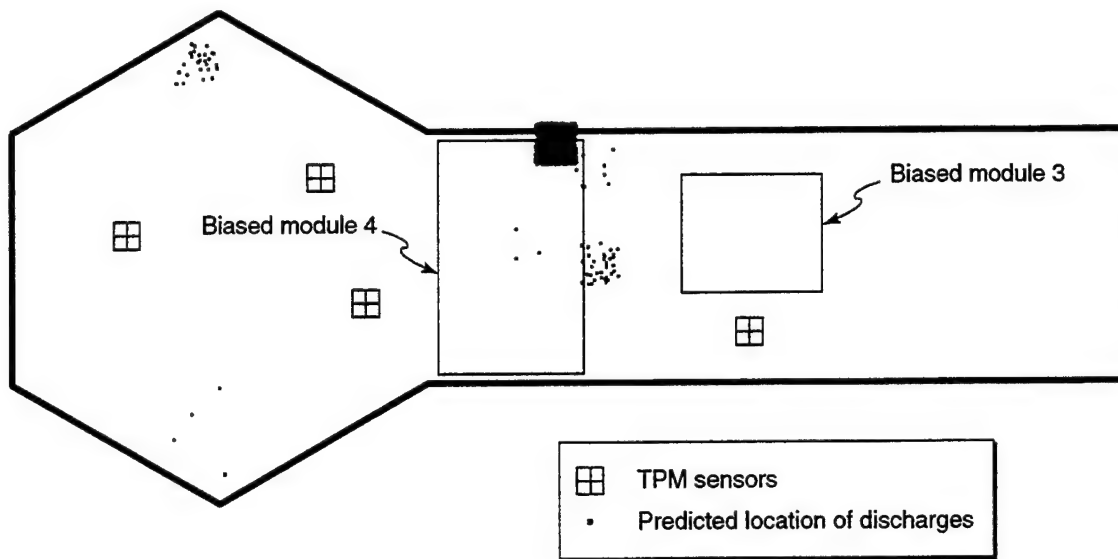 Biased module 3
Biased module 4
TPM sensors
Predicted location of discharges